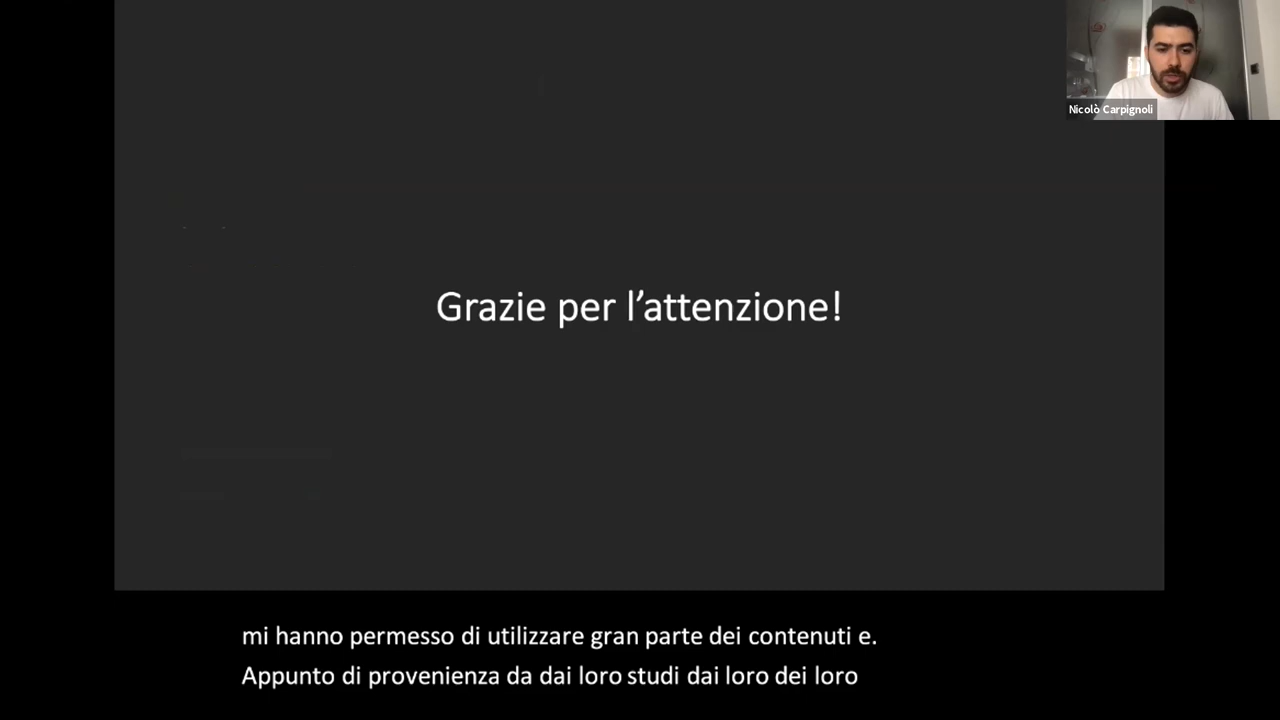 Nicolò Carpignoli
Grazie per l’attenzione!
mi hanno permesso di utilizzare gran parte dei contenuti e.
Appunto di provenienza da dai loro studi dai loro dei loro